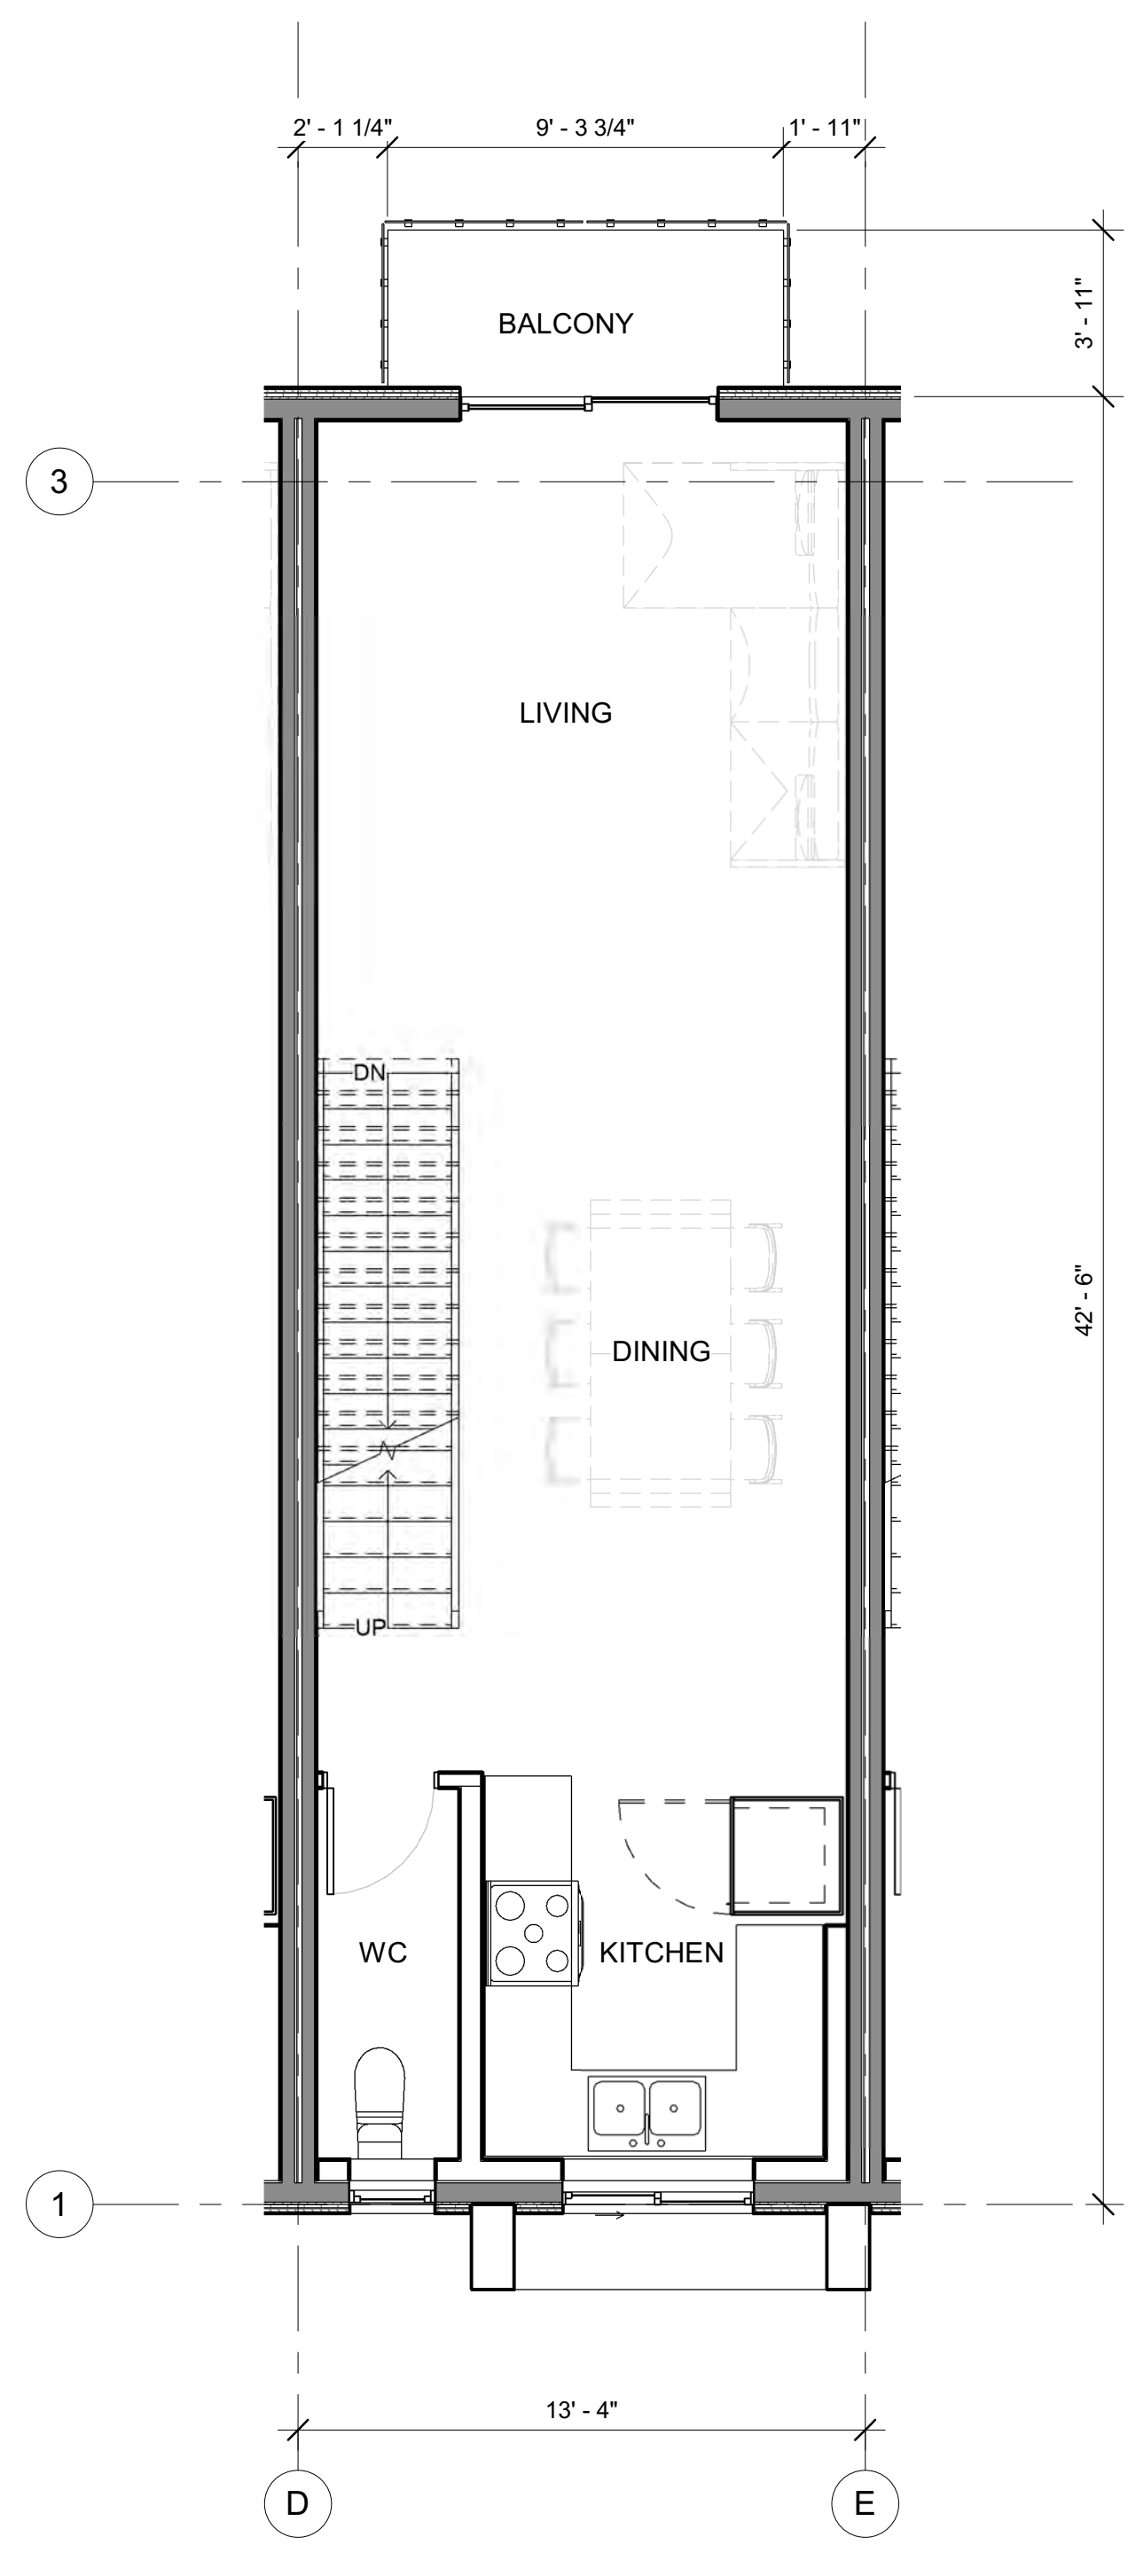 2' - 1 1/4"
9' - 3 3/4"
1' - 11"
3' - 11"
BALCONY
3
LIVING
DN
42' - 6"
DINING
UP
WC
KITCHEN
1
13' - 4"
D
E